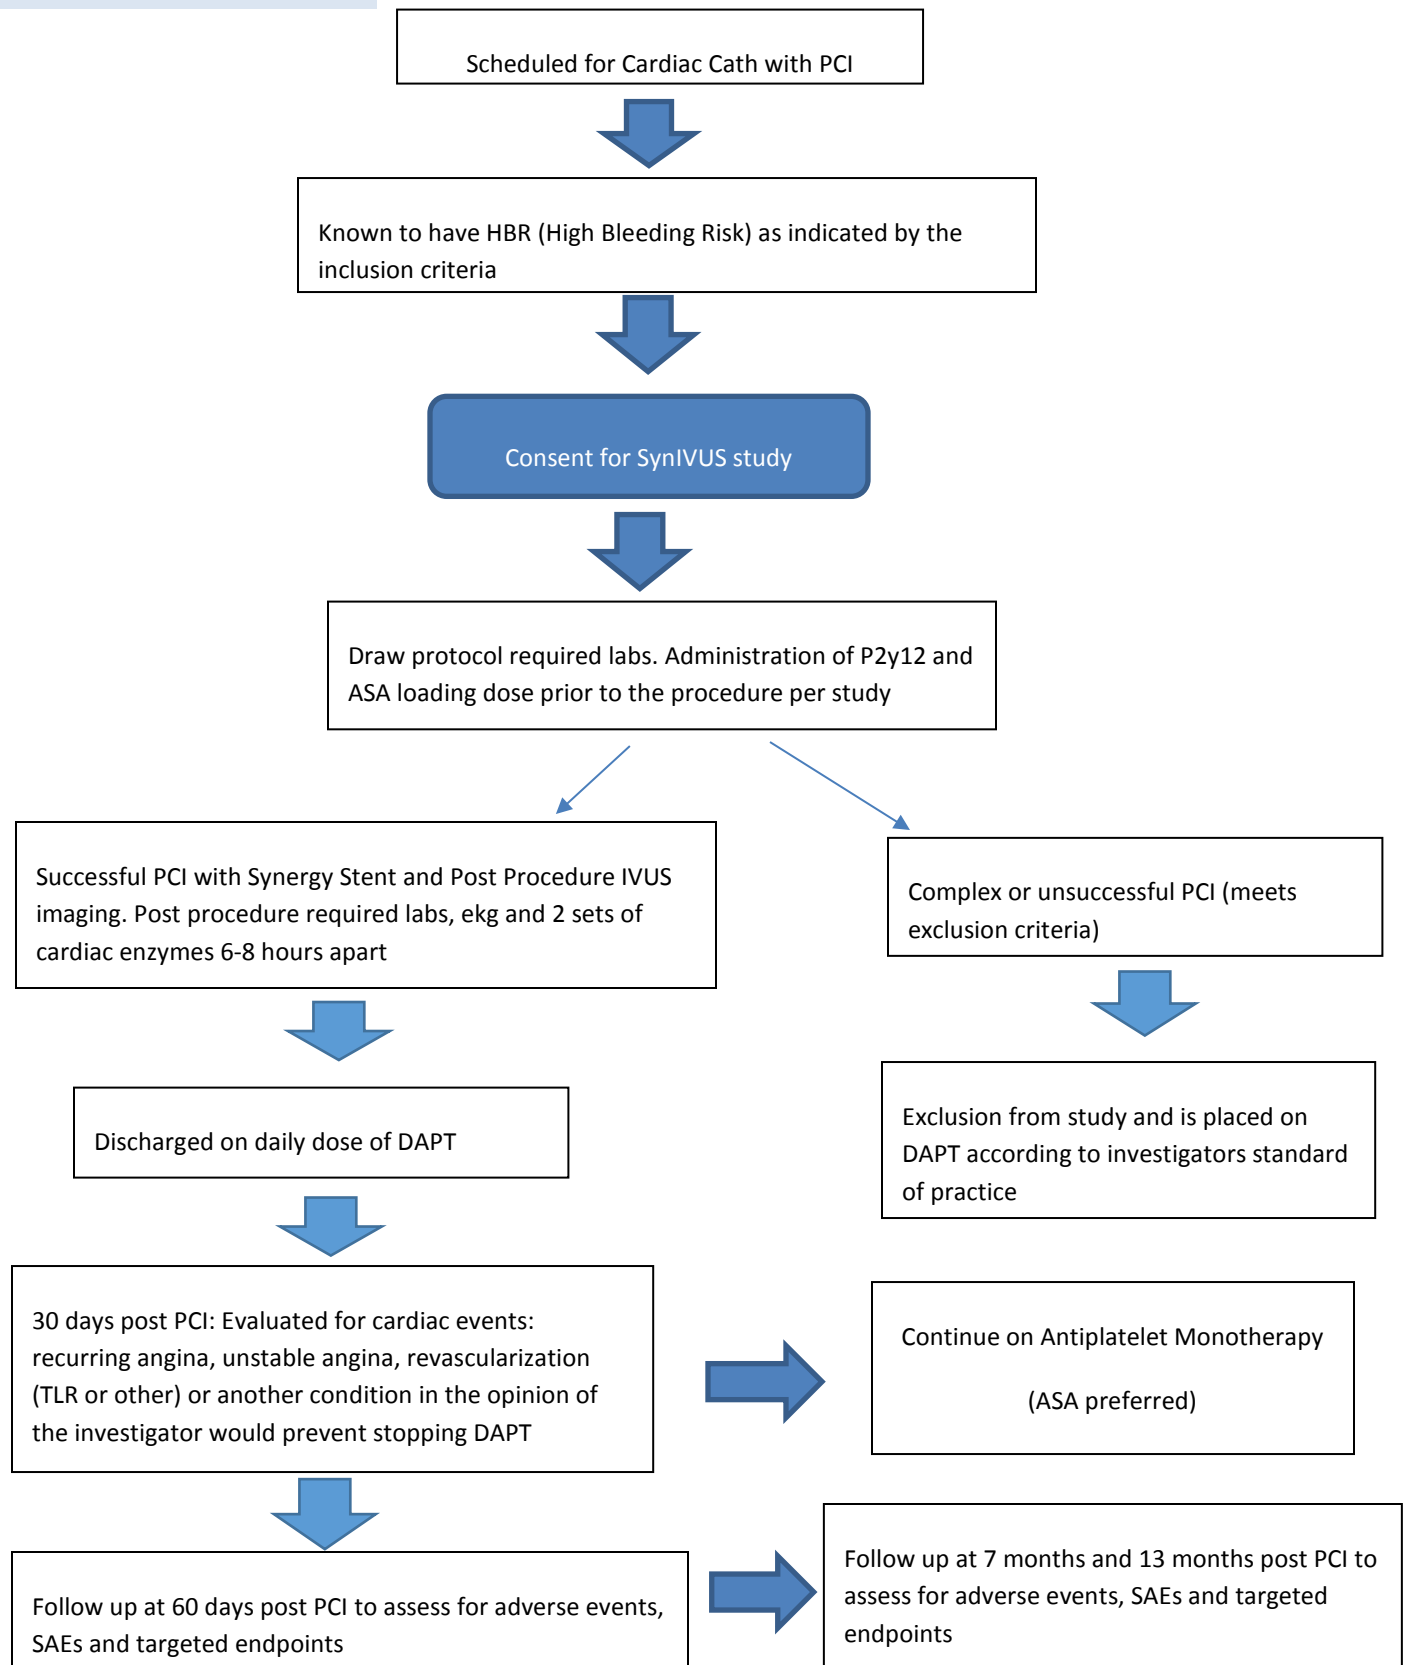 Scheduled for Cardiac Cath with PCI
Known to have HBR (High Bleeding Risk) as indicated by the
inclusion criteria
Consent for SynIVUS study
Draw protocol required labs. Administration of P2y12 and
ASA loading dose prior to the procedure per study
Successful PCI with Synergy Stent and Post Procedure IVUS
imaging. Post procedure required labs, ekg and 2 sets of
cardiac enzymes 6-8 hours apart
Complex or unsuccessful PCI (meets
exclusion criteria)
Discharged on daily dose of DAPT
Exclusion from study and is placed on
DAPT according to investigators standard
of practice
30 days post PCI: Evaluated for cardiac events:
recurring angina, unstable angina, revascularization
(TLR or other) or another condition in the opinion of
the investigator would prevent stopping DAPT
Continue on Antiplatelet Monotherapy
(ASA preferred)
Follow up at 60 days post PCI to assess for adverse events,
SAEs and targeted endpoints
Follow up at 7 months and 13 months post PCI to
assess for adverse events, SAEs and targeted
endpoints